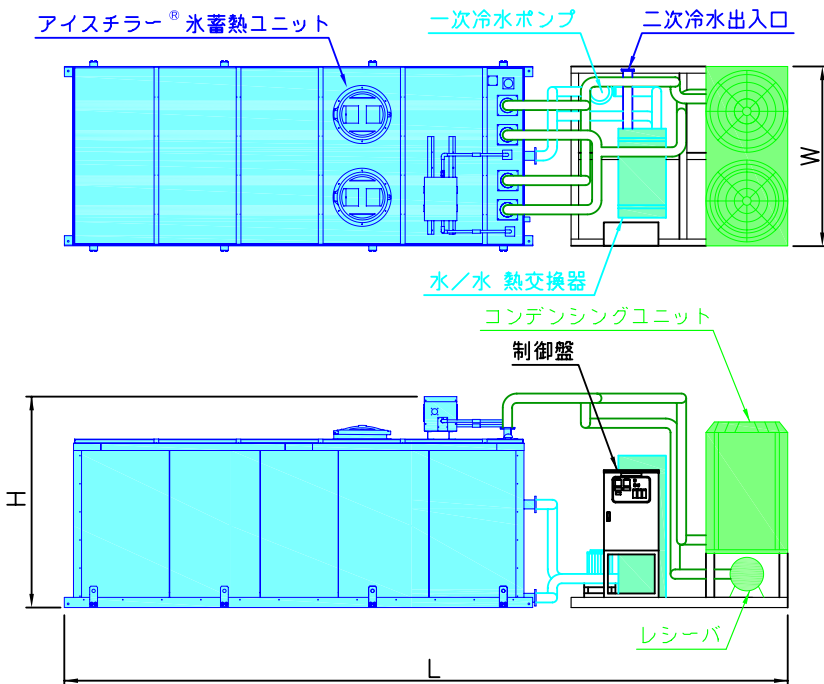 アイスチラー® 氷蓄熱ユニット
一次冷水ポンプ
二次冷水出入口
W
水／水 熱交換器
コンデンシングユニット
制御盤
H
レシーバ
L